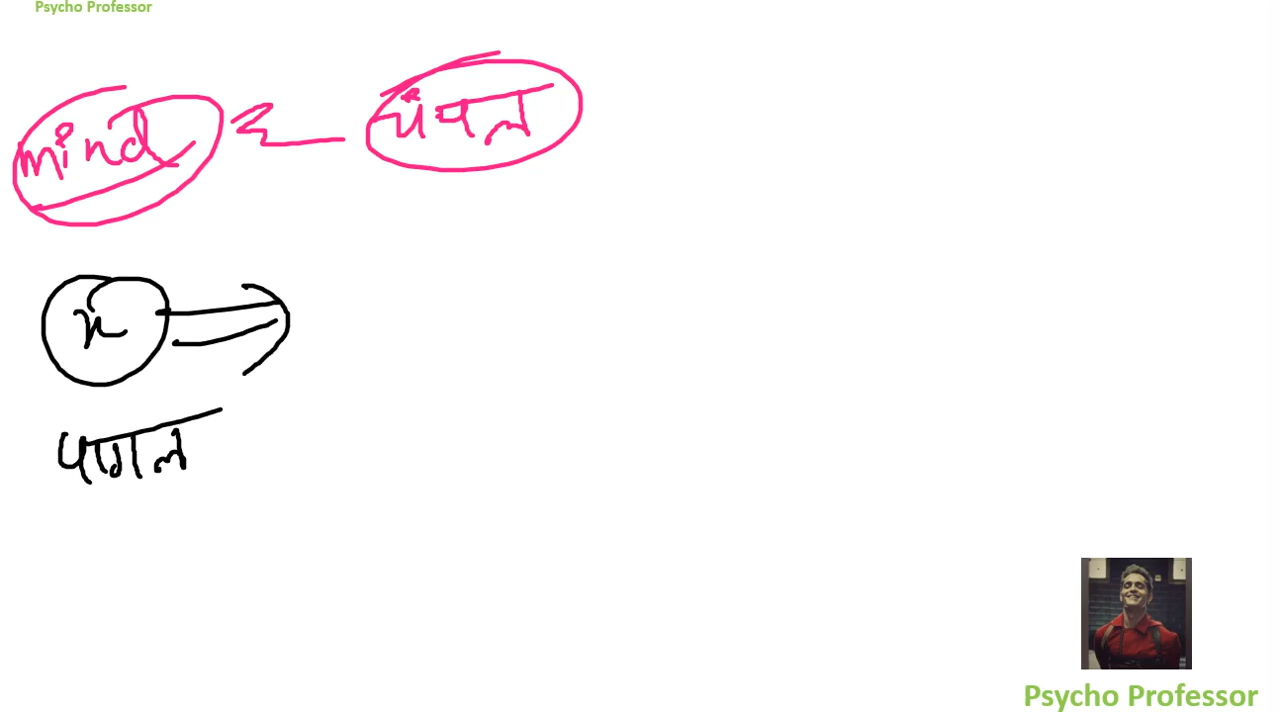 Psycho Professor
mind चंचल
x
पागल
Psycho Professor